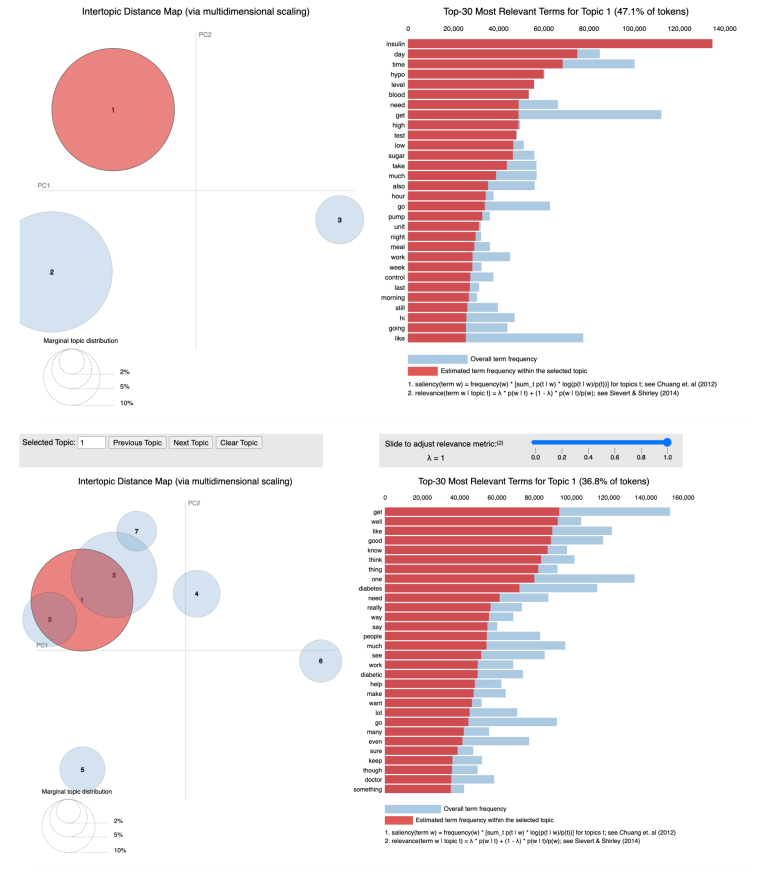 Intertopic Distance Map (via multidimensional scaling)
PC2
PC1
1
2
3
Marginal topic distribution
2%
5%
10%
Top-30 Most Relevant Terms for Topic 1 (47.1% of tokens)
0 20,000 40,000 60,000 80,000 100,000 120,000 140,000
insulin
day
time
hypo
level
blood
need
get
high
test
low
sugar
take
much
also
hour
go
pump
unit
night
meal
work
week
control
last
morning
still
hi
going
like
Overall term frequency
Estimated term frequency within the selected topic
1. saliency(term w) = frequency(w) * [sum_t p(t | w) * log(p(t | w)/p(t))] for topics t; see Chuang et. al (2012)
2. relevance(term w | topic t) = λ * p(w | t) + (1 - λ) * p(w | t)/p(w); see Sievert & Shirley (2014)
Selected Topic: 1 Previous Topic Next Topic Clear Topic
Slide to adjust relevance metric:(2)
λ = 1
0.0 0.2 0.4 0.6 0.8 1.0
Intertopic Distance Map (via multidimensional scaling)
PC2
PC1
7
2
1
4
3
6
5
Marginal topic distribution
2%
5%
10%
Top-30 Most Relevant Terms for Topic 1 (36.8% of tokens)
0 20,000 40,000 60,000 80,000 100,000 120,000 140,000 160,000
get
well
like
good
know
think
thing
one
diabetes
need
really
way
say
people
much
see
work
diabetic
help
make
want
lot
go
many
even
sure
keep
though
doctor
something
Overall term frequency
Estimated term frequency within the selected topic
1. saliency(term w) = frequency(w) * [sum_t p(t | w) * log(p(t | w)/p(t))] for topics t; see Chuang et. al (2012)
2. relevance(term w | topic t) = λ * p(w | t) + (1 - λ) * p(w | t)/p(w); see Sievert & Shirley (2014)